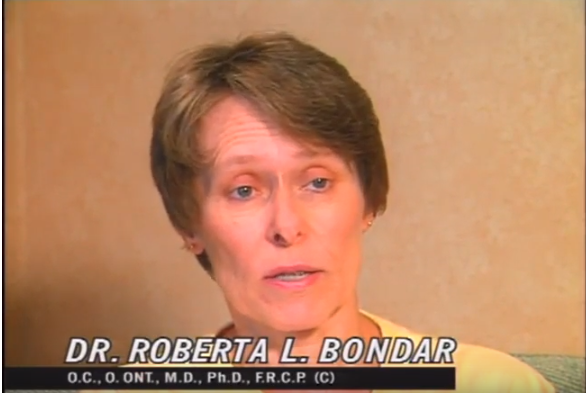 DR. ROBERTA L. BONDAR
O.C., O. ONT., M.D., Ph.D., F.R.C.P. (C)